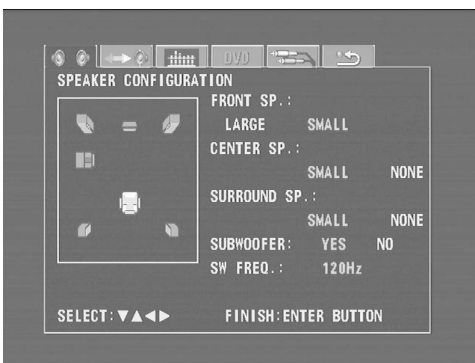 DVD
SPEAKER CONFIGURATION
FRONT SP.:
LARGE SMALL
CENTER SP.:
SMALL NONE
SURROUND SP.:
SMALL NONE
SUBWOOFER: YES NO
SW FREQ.: 120Hz
SELECT:▼▲◀▶ FINISH:ENTER BUTTON